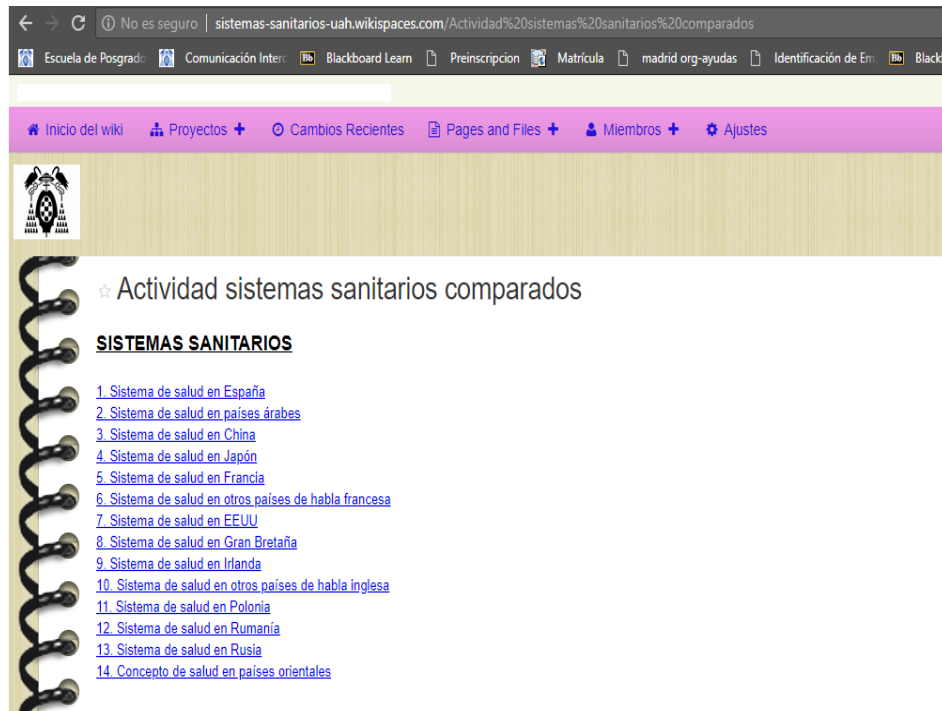 No es seguro | sistemas-sanitarios-uah.wikispaces.com/Actividad%20sistemas%20sanitarios%20comparados
Escuela de Posgrado Comunicación Interc Bb Blackboard Learn Preinscripcion Matrícula madrid org-ayudas Identificación de Em Bb Black
Inicio del wiki Proyectos + Cambios Recientes Pages and Files + Miembros + Ajustes
Actividad sistemas sanitarios comparados
SISTEMAS SANITARIOS
1. Sistema de salud en España
2. Sistema de salud en países árabes
3. Sistema de salud en China
4. Sistema de salud en Japón
5. Sistema de salud en Francia
6. Sistema de salud en otros países de habla francesa
7. Sistema de salud en EEUU
8. Sistema de salud en Gran Bretaña
9. Sistema de salud en Irlanda
10. Sistema de salud en otros países de habla inglesa
11. Sistema de salud en Polonia
12. Sistema de salud en Rumanía
13. Sistema de salud en Rusia
14. Concepto de salud en países orientales